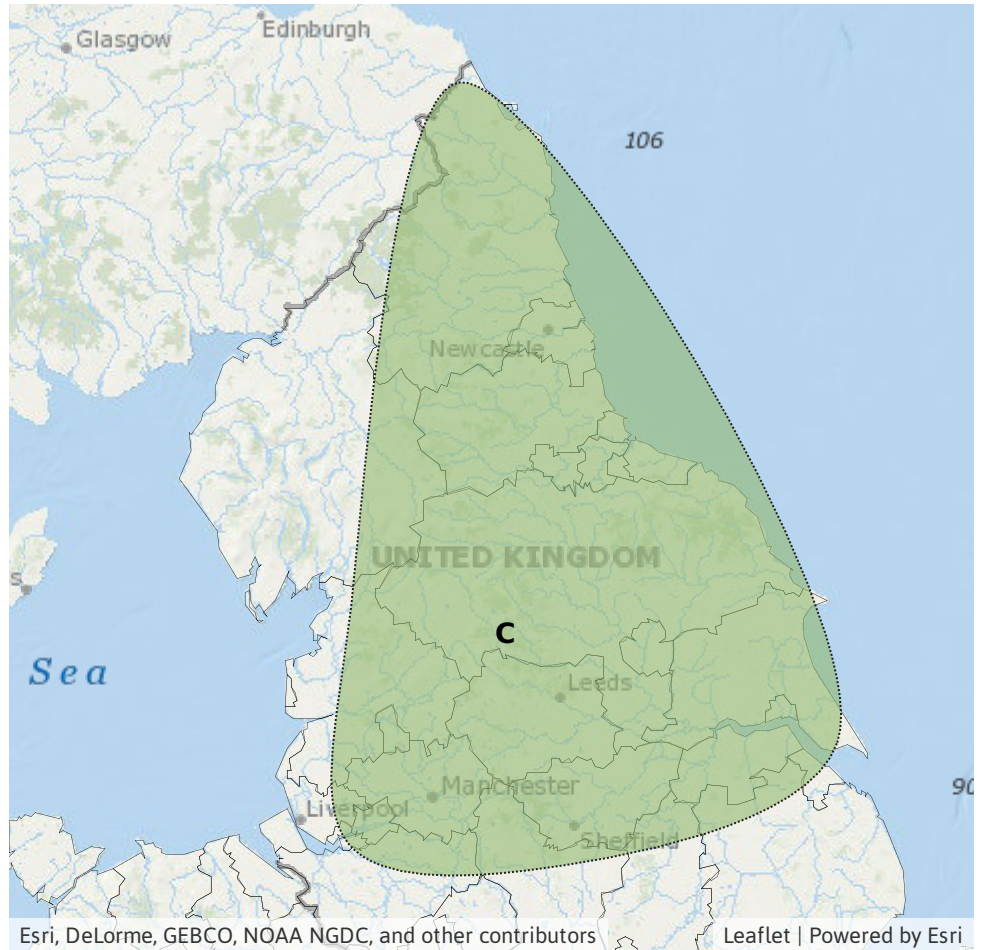 Edinburgh
Glasgow
106
Newcastle
UNITED KINGDOM
s
C
Sea
Leeds
Manchester
90
Liverpool
Sheffield
Esri, DeLorme, GEBCO, NOAA NGDC, and other contributors
Leaflet | Powered by Esri